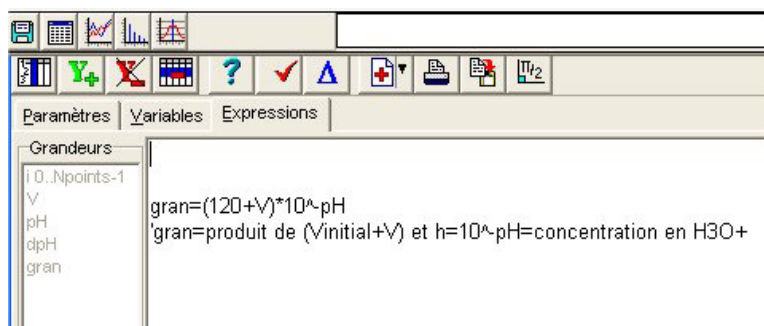 Paramètres
Variables
Expressions
Grandeurs
i 0..Npoints-1
V
pH
dpH
gran
gran=(120+V)*10^-pH
'gran=produit de (Vinitial+V) et h=10^-pH=concentration en H3O+